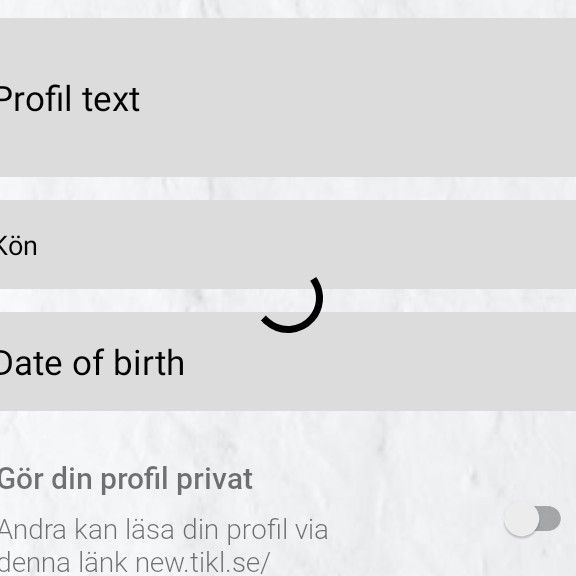 Profil text
Kön
Date of birth
Gör din profil privat
Andra kan läsa din profil via
denna länk new.tikl.se/